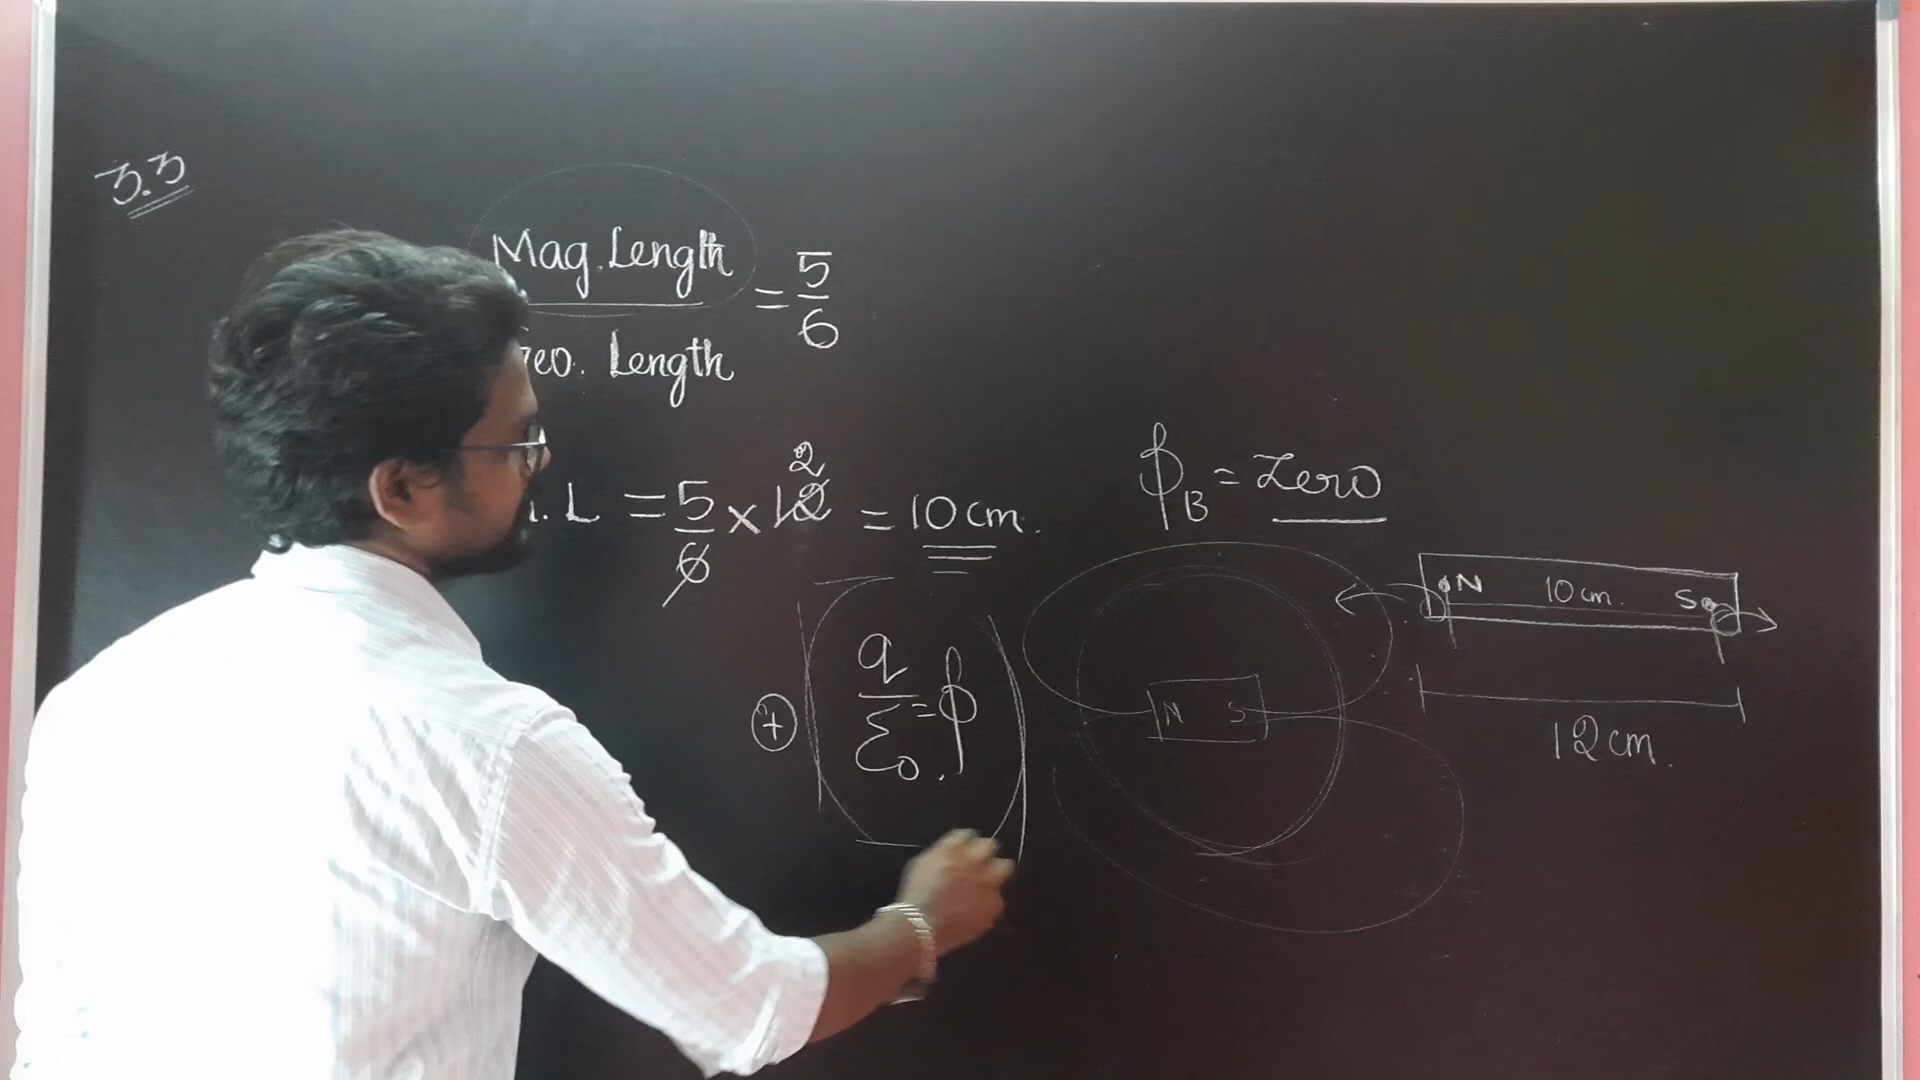 3.3
Mag. Length
eo. Length
= 5/6
. L = 5/6 × 12 2 = 10 cm.
ϕB = Zero
N 10 cm. S
12 cm.
+
q/ε0. = ϕ
N S